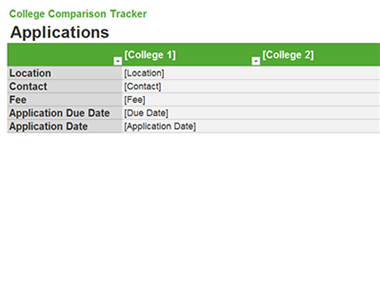 College Comparison Tracker
Applications
[College 1] [College 2]
Location [Location]
Contact [Contact]
Fee [Fee]
Application Due Date [Due Date]
Application Date [Application Date]